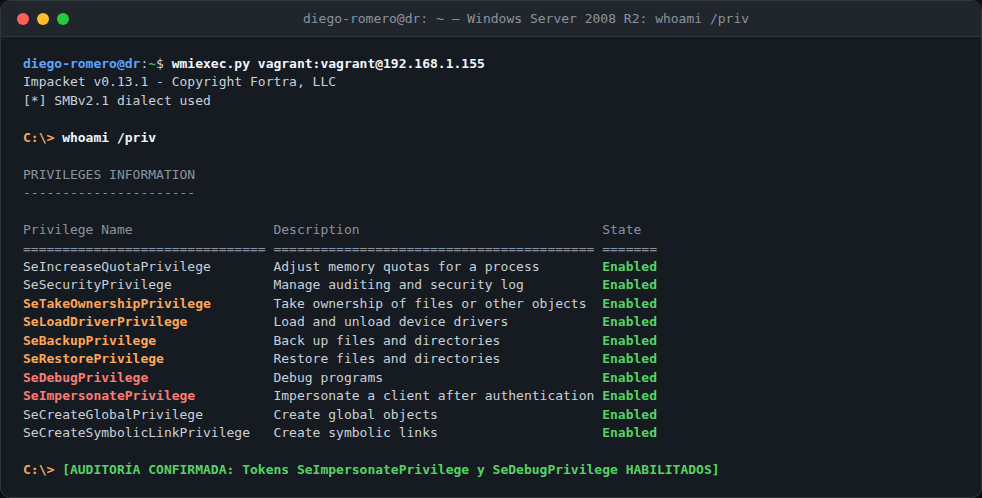 diego-romero@dr: ~ — Windows Server 2008 R2: whoami /priv
diego-romero@dr:~$ wmiexec.py vagrant:vagrant@192.168.1.155
Impacket v0.13.1 - Copyright Fortra, LLC
[*] SMBv2.1 dialect used
C:\> whoami /priv
PRIVILEGES INFORMATION
----------------------
Privilege Name                  Description                               State
=============================== ========================================= =======
SeIncreaseQuotaPrivilege        Adjust memory quotas for a process        Enabled
SeSecurityPrivilege             Manage auditing and security log          Enabled
SeTakeOwnershipPrivilege        Take ownership of files or other objects  Enabled
SeLoadDriverPrivilege           Load and unload device drivers            Enabled
SeBackupPrivilege               Back up files and directories             Enabled
SeRestorePrivilege              Restore files and directories             Enabled
SeDebugPrivilege                Debug programs                            Enabled
SeImpersonatePrivilege          Impersonate a client after authentication Enabled
SeCreateGlobalPrivilege         Create global objects                     Enabled
SeCreateSymbolicLinkPrivilege   Create symbolic links                     Enabled
C:\> [AUDITORÍA CONFIRMADA: Tokens SeImpersonatePrivilege y SeDebugPrivilege HABILITADOS]